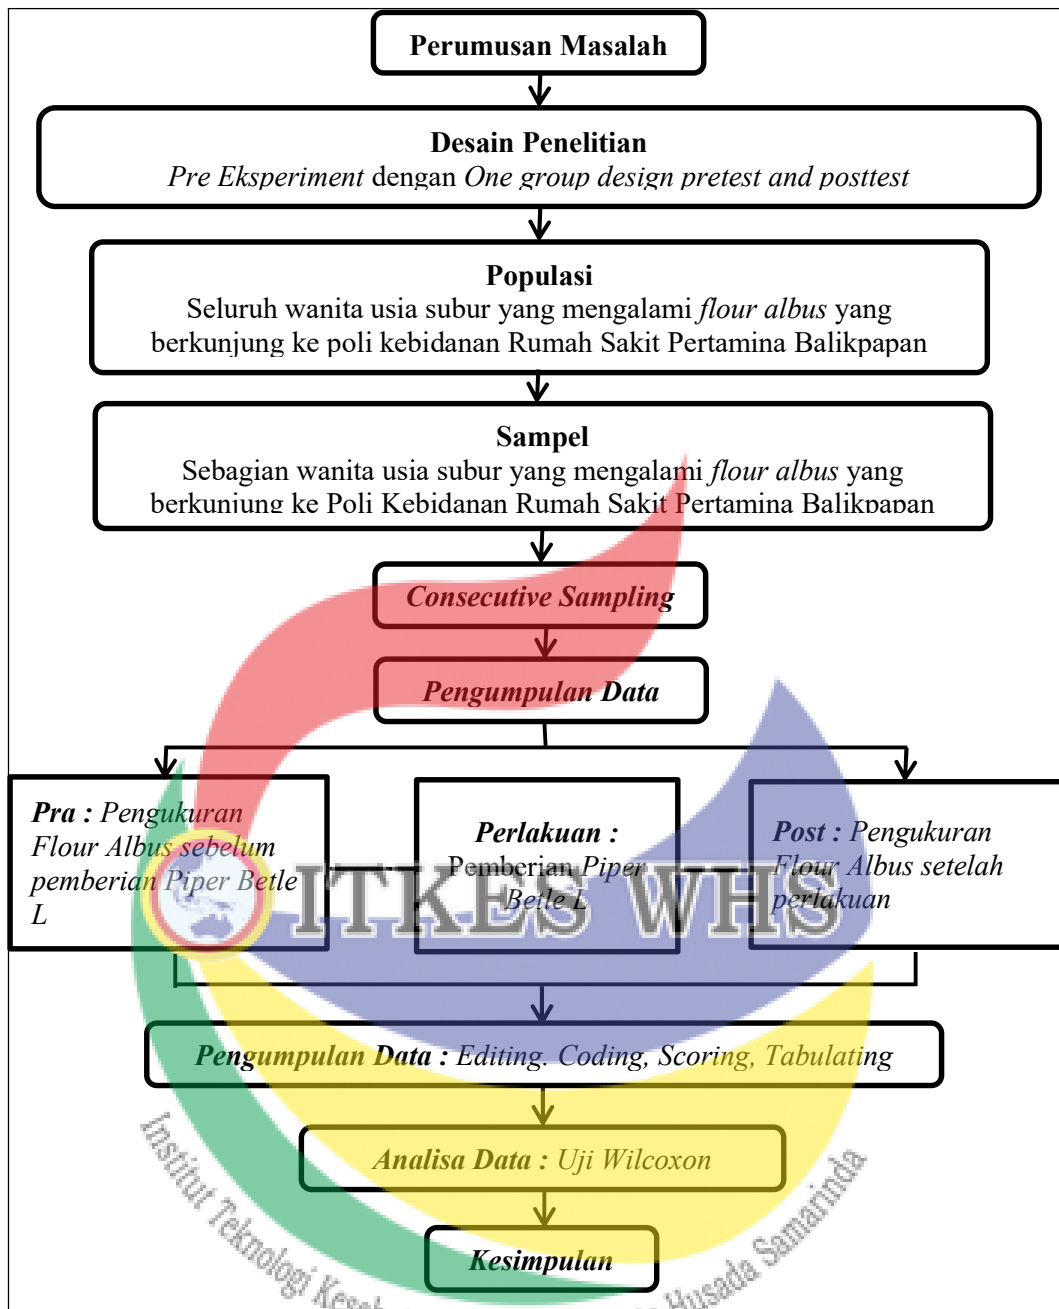 Perumusan Masalah
Desain Penelitian
Pre Eksperiment dengan One group design pretest and posttest
Populasi
Seluruh wanita usia subur yang mengalami flour albus yang
berkunjung ke poli kebidanan Rumah Sakit Pertamina Balikpapan
Sampel
Sebagian wanita usia subur yang mengalami flour albus yang
berkunjung ke Poli Kebidanan Rumah Sakit Pertamina Balikpapan
Consecutive Sampling
Pengumpulan Data
Pra : Pengukuran
Flour Albus sebelum
pemberian Piper Betle
L
Perlakuan :
Pemberian Piper
Betle L
Post : Pengukuran
Flour Albus setelah
perlakuan
ITKES WHS
Pengumpulan Data : Editing. Coding, Scoring, Tabulating
Analisa Data : Uji Wilcoxon
Kesimpulan
Institut Teknologi
Husada Samarinda